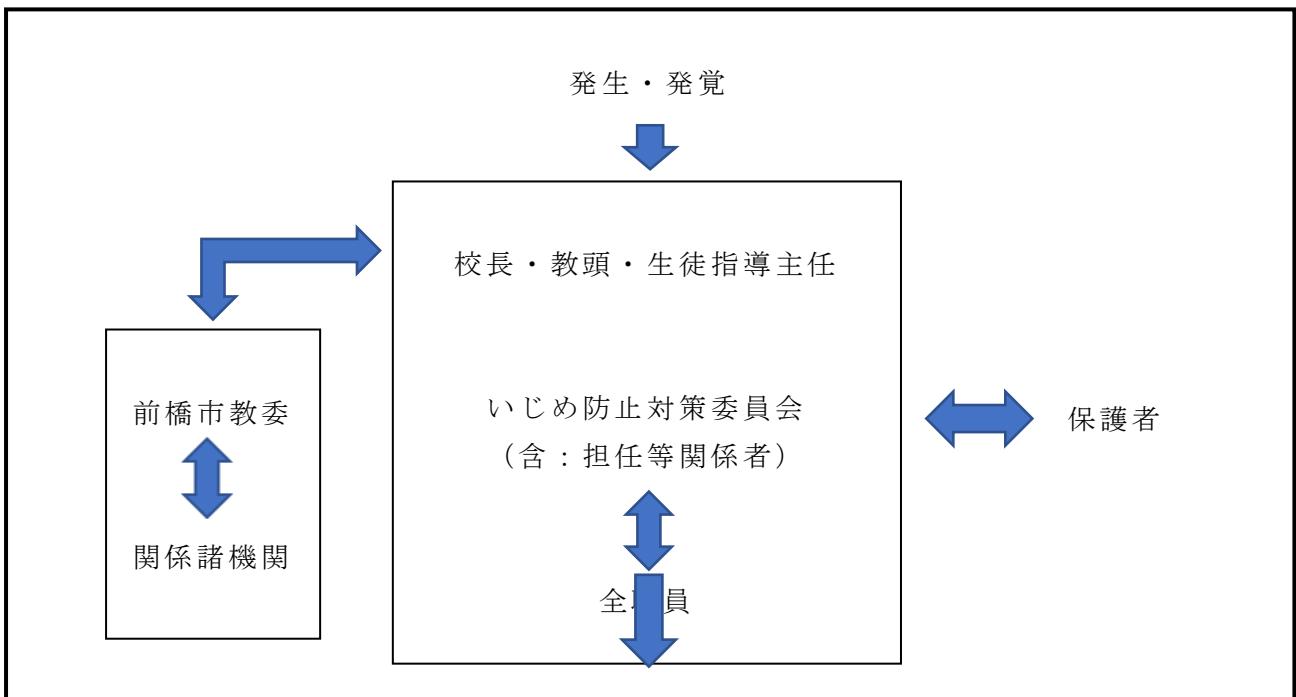 発生・発覚
校長・教頭・生徒指導主任
前橋市教委
関係諸機関
いじめ防止対策委員会
（含：担任等関係者）
保護者